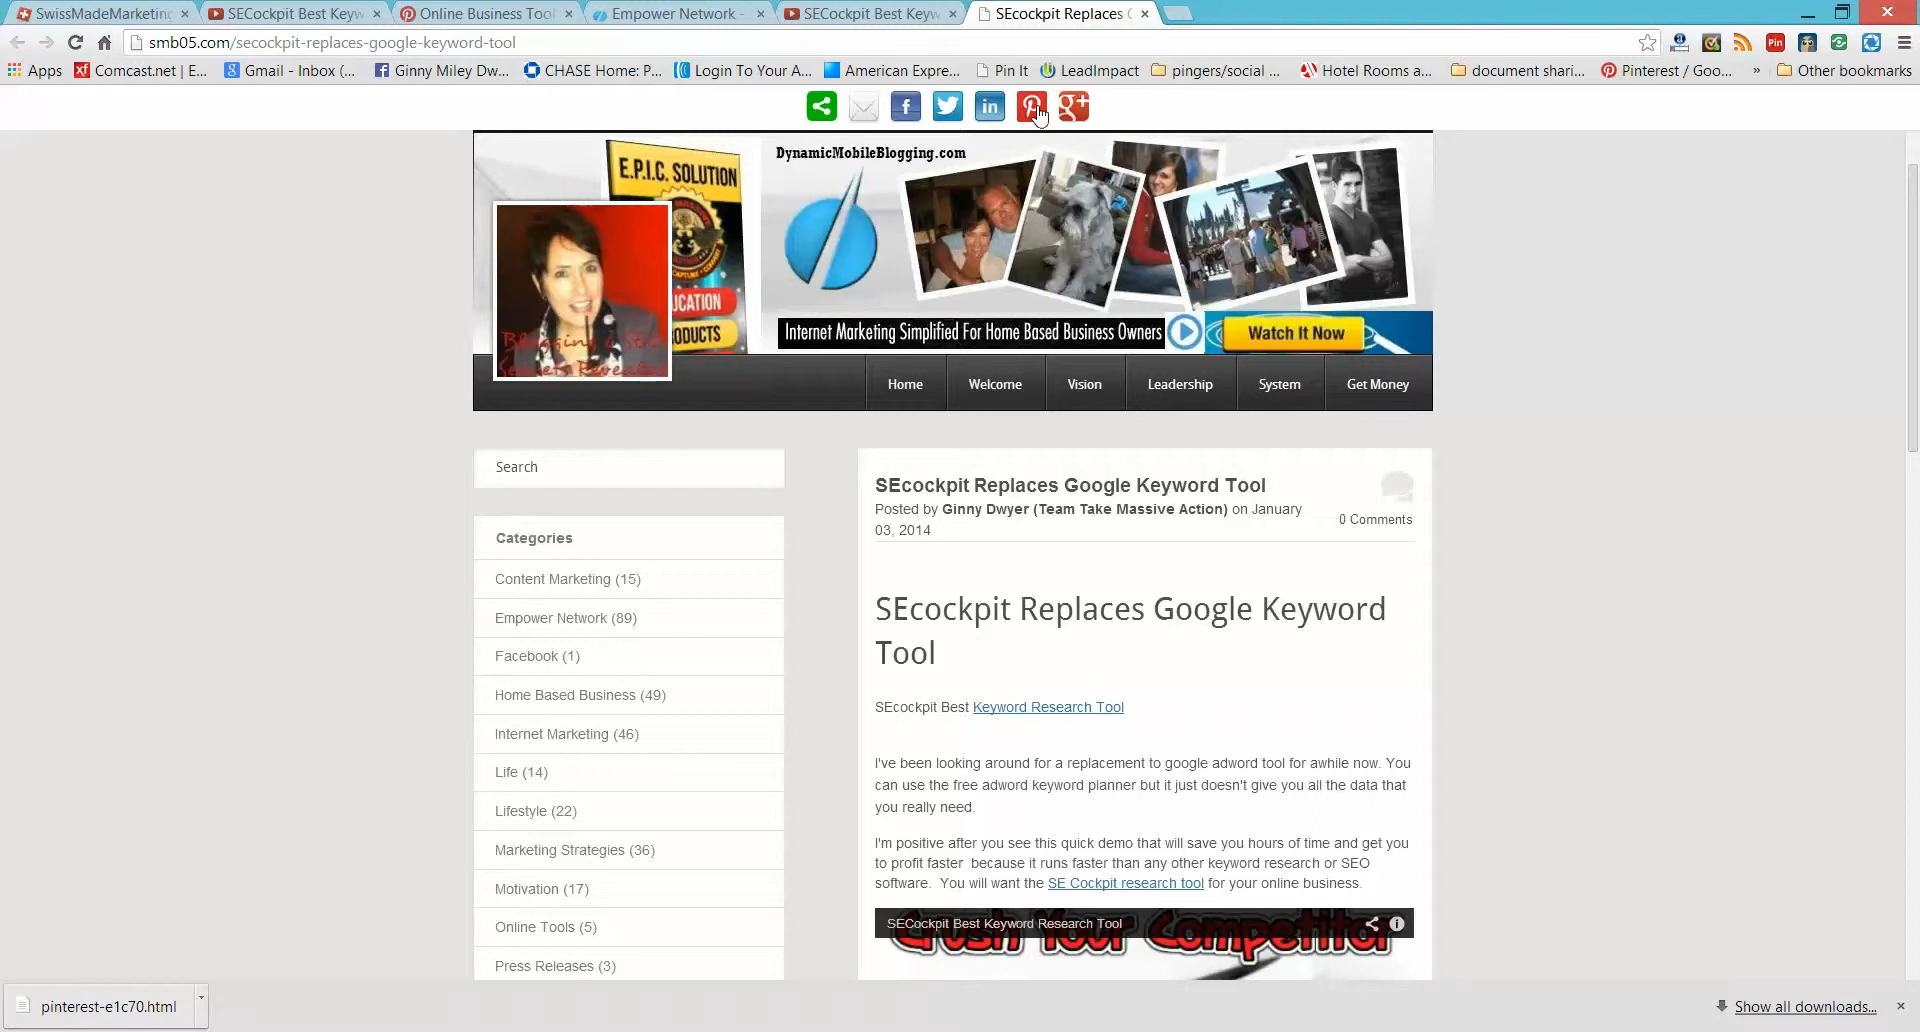 SwissMadeMarketing
SECockpit Best Keyw
Online Business Too
Empower Network -
SECockpit Best Keyw
SEcockpit Replaces
smb05.com/secockpit-replaces-google-keyword-tool
Apps
Comcast.net | E...
Gmail - Inbox (...
Ginny Miley Dw...
CHASE Home: P...
Login To Your A...
American Expre...
Pin It
LeadImpact
pingers/social ...
Hotel Rooms a...
document shari...
Pinterest / Goo...
»
Other bookmarks
E.P.I.C. SOLUTION
DynamicMobileBlogging.com
UCATION
ODUCTS
Internet Marketing Simplified For Home Based Business Owners
Watch It Now
Home
Welcome
Vision
Leadership
System
Get Money
Search
Categories
Content Marketing (15)
Empower Network (89)
Facebook (1)
Home Based Business (49)
Internet Marketing (46)
Life (14)
Lifestyle (22)
Marketing Strategies (36)
Motivation (17)
Online Tools (5)
Press Releases (3)
SEcockpit Replaces Google Keyword Tool
Posted by Ginny Dwyer (Team Take Massive Action) on January
03, 2014
0 Comments
SEcockpit Replaces Google Keyword
Tool
SEcockpit Best Keyword Research Tool
I've been looking around for a replacement to google adword tool for awhile now. You
can use the free adword keyword planner but it just doesn't give you all the data that
you really need.
I'm positive after you see this quick demo that will save you hours of time and get you
to profit faster because it runs faster than any other keyword research or SEO
software. You will want the SE Cockpit research tool for your online business.
SECockpit Best Keyword Research Tool
Crush Your Competitor
pinterest-e1c70.html
Show all downloads...